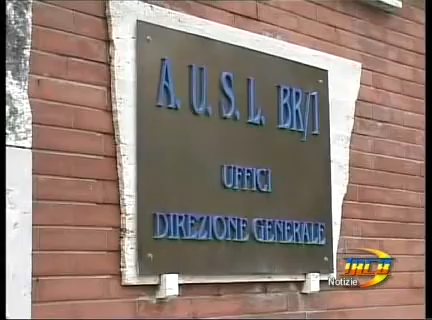 A. U. S. L. BR/1
UFFICI
DIREZIONE GENERALE
Notizie